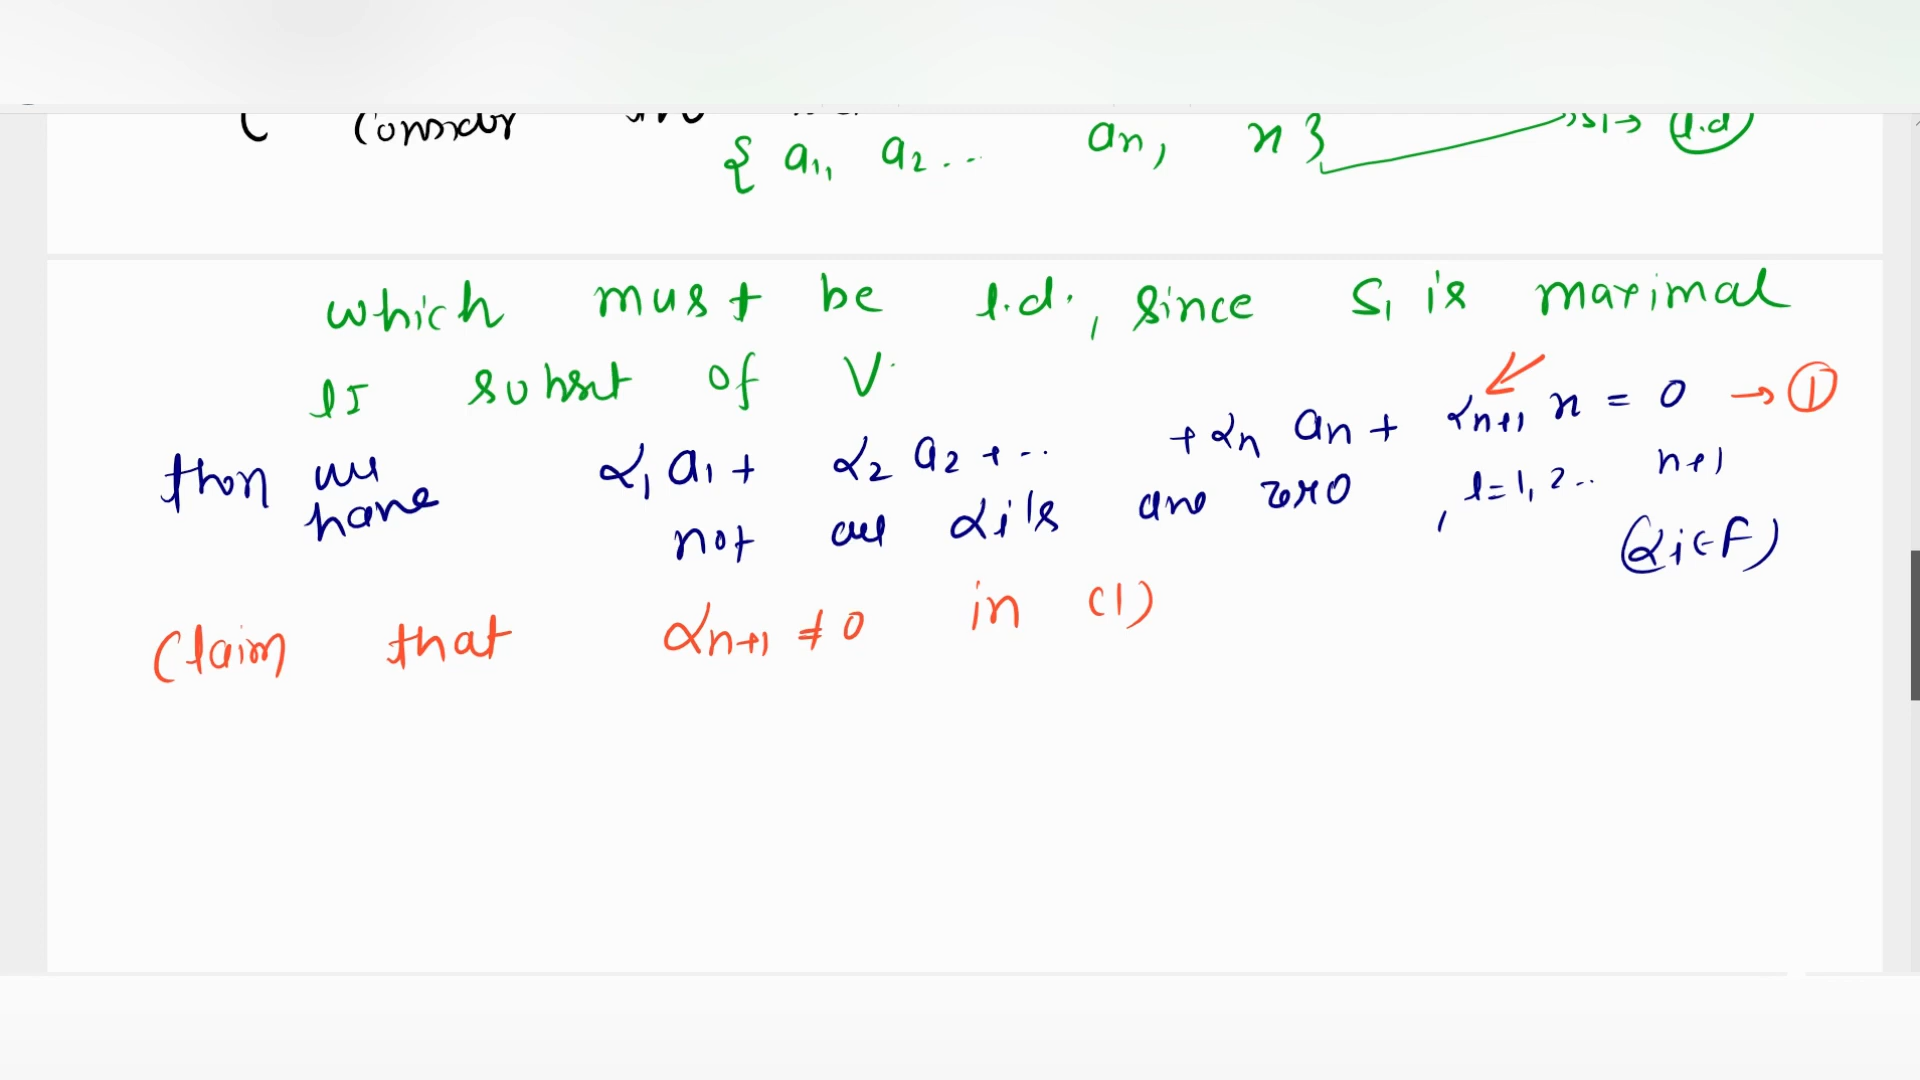 Consider
{ a1, a2 ... an, x } → S1 → (l.d)
which must be l.d., since S1 is maximal
LI subset of V.
then we have α1 a1 + α2 a2 + ... + αn an + αn+1 x = 0 → ①
not all αi's are zero , i=1, 2.. n+1
(αi ∈ F)
Claim that αn+1 ≠ 0 in (1)